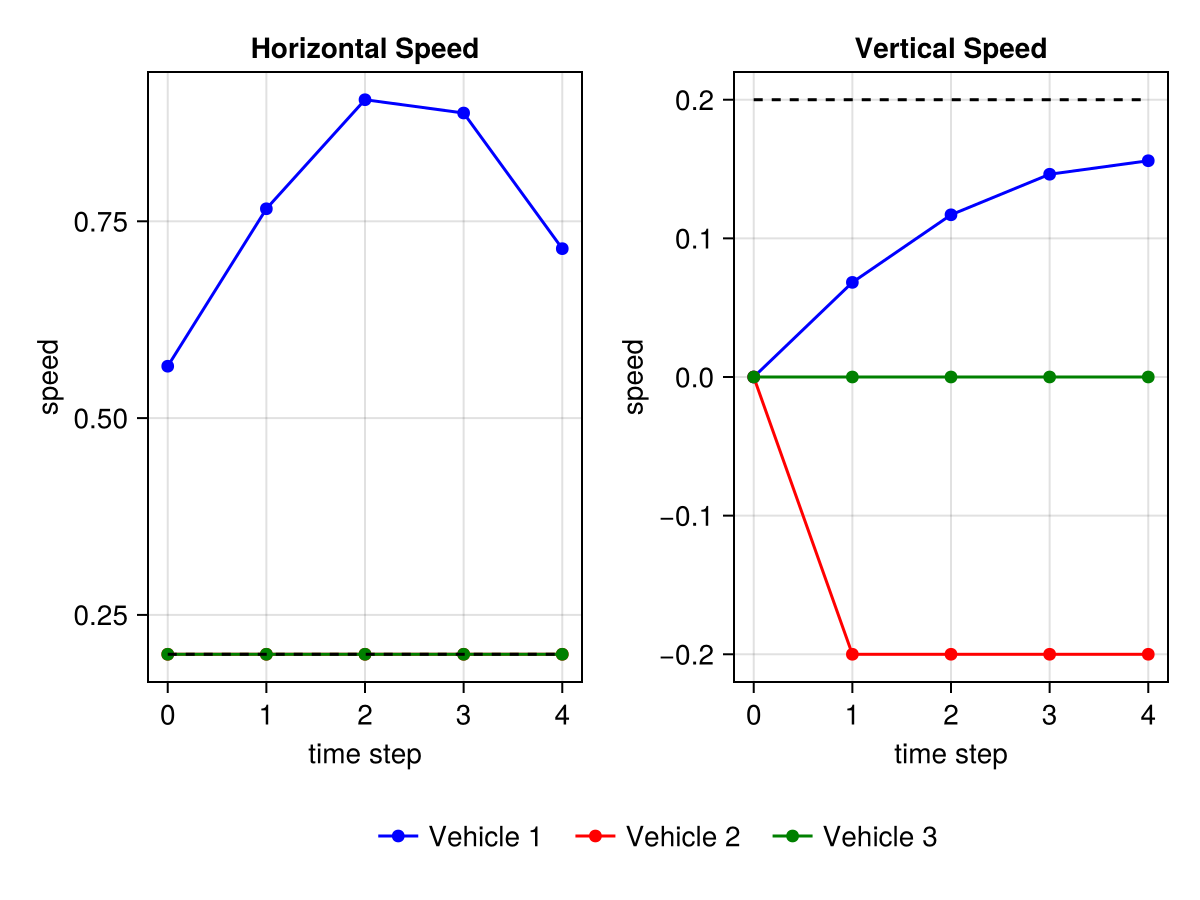 Horizontal Speed
speed
0.75
0.50
0.25
0 1 2 3 4
time step
Vertical Speed
speed
0.2
0.1
0.0
−0.1
−0.2
0 1 2 3 4
time step
Vehicle 1 Vehicle 2 Vehicle 3